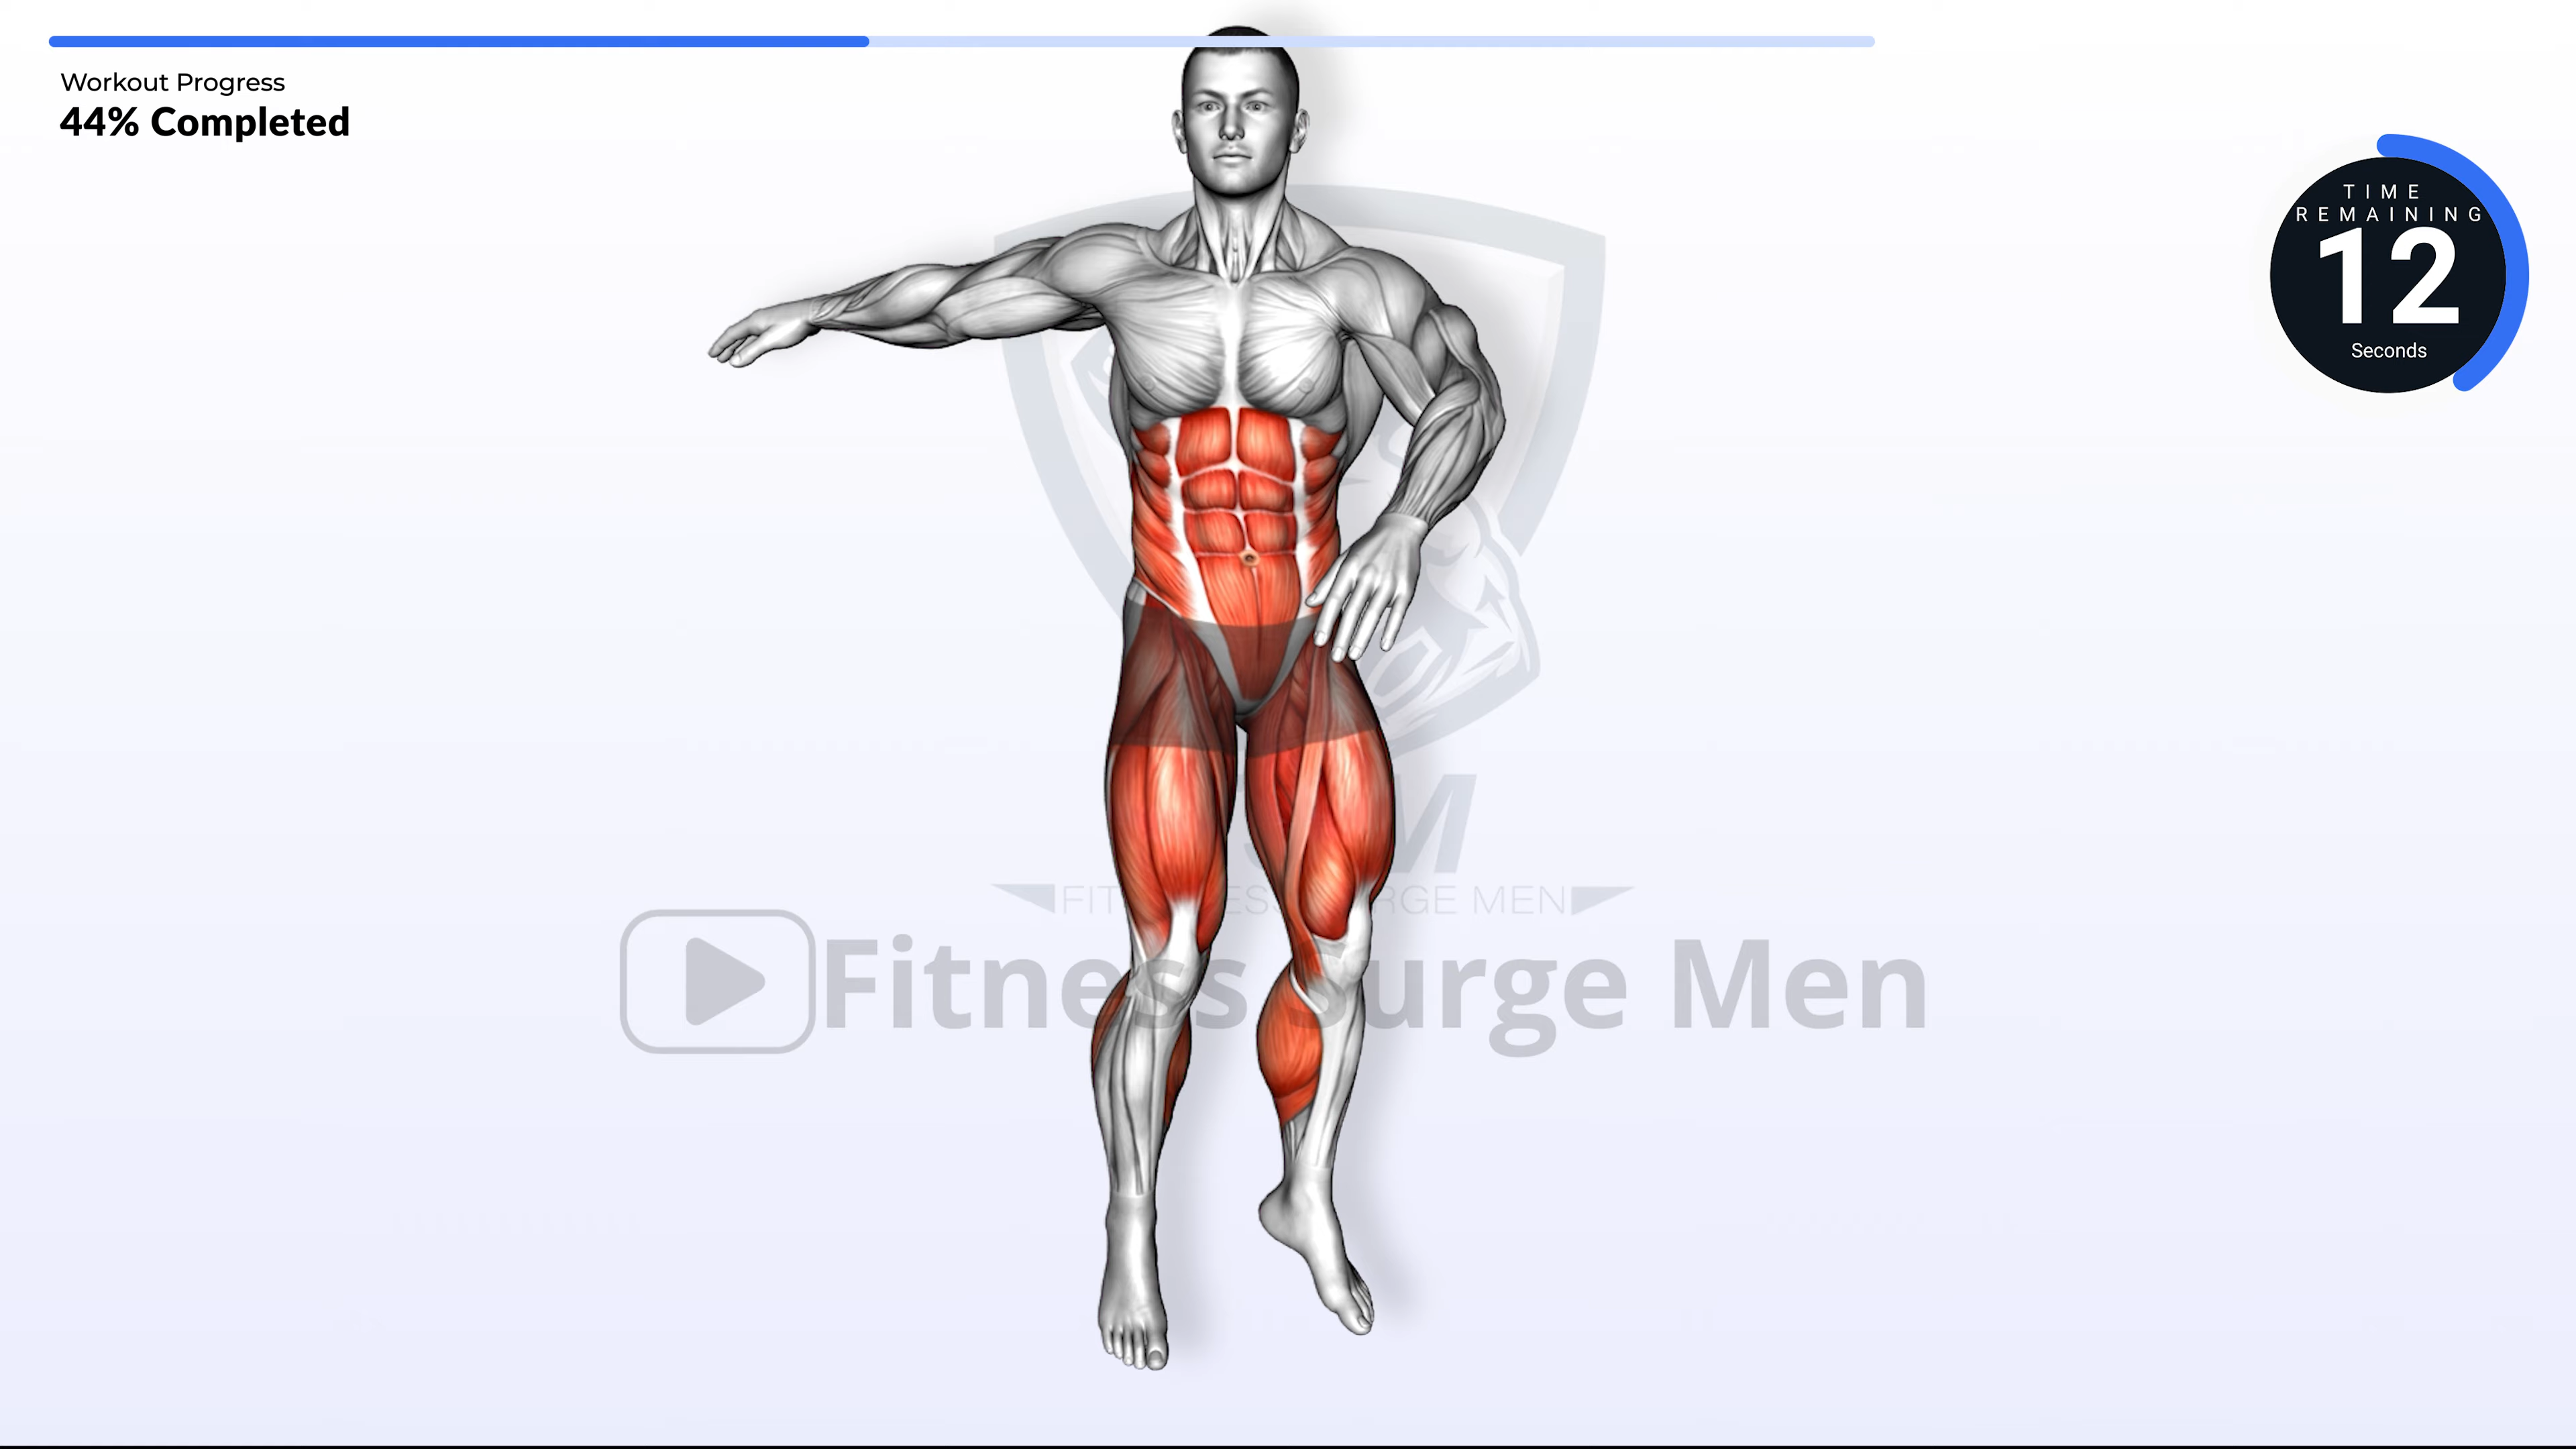 Workout Progress
44% Completed
TIME
REMAINING
12
Seconds
Fitness Surge Men